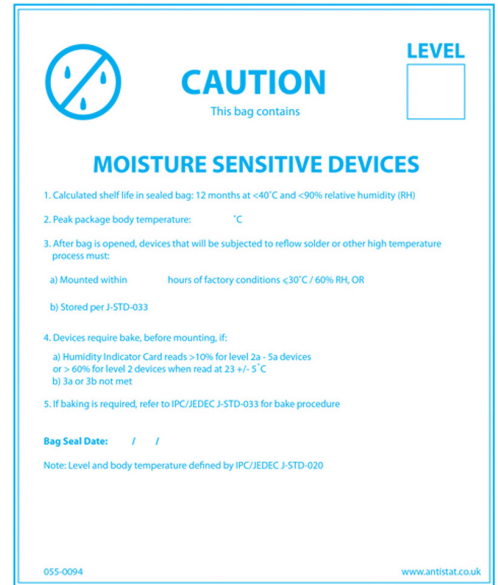 LEVEL
CAUTION
This bag contains
MOISTURE SENSITIVE DEVICES
1. Calculated shelf life in sealed bag: 12 months at <40˚C and <90% relative humidity (RH)
2. Peak package body temperature: ˚C
3. After bag is opened, devices that will be subjected to reflow solder or other high temperature
process must:
a) Mounted within hours of factory conditions ⩽30˚C / 60% RH, OR
b) Stored per J-STD-033
4. Devices require bake, before mounting, if:
a) Humidity Indicator Card reads >10% for level 2a - 5a devices
or > 60% for level 2 devices when read at 23 +/- 5˚C
b) 3a or 3b not met
5. If baking is required, refer to IPC/JEDEC J-STD-033 for bake procedure
Bag Seal Date: / /
Note: Level and body temperature defined by IPC/JEDEC J-STD-020
055-0094 www.antistat.co.uk